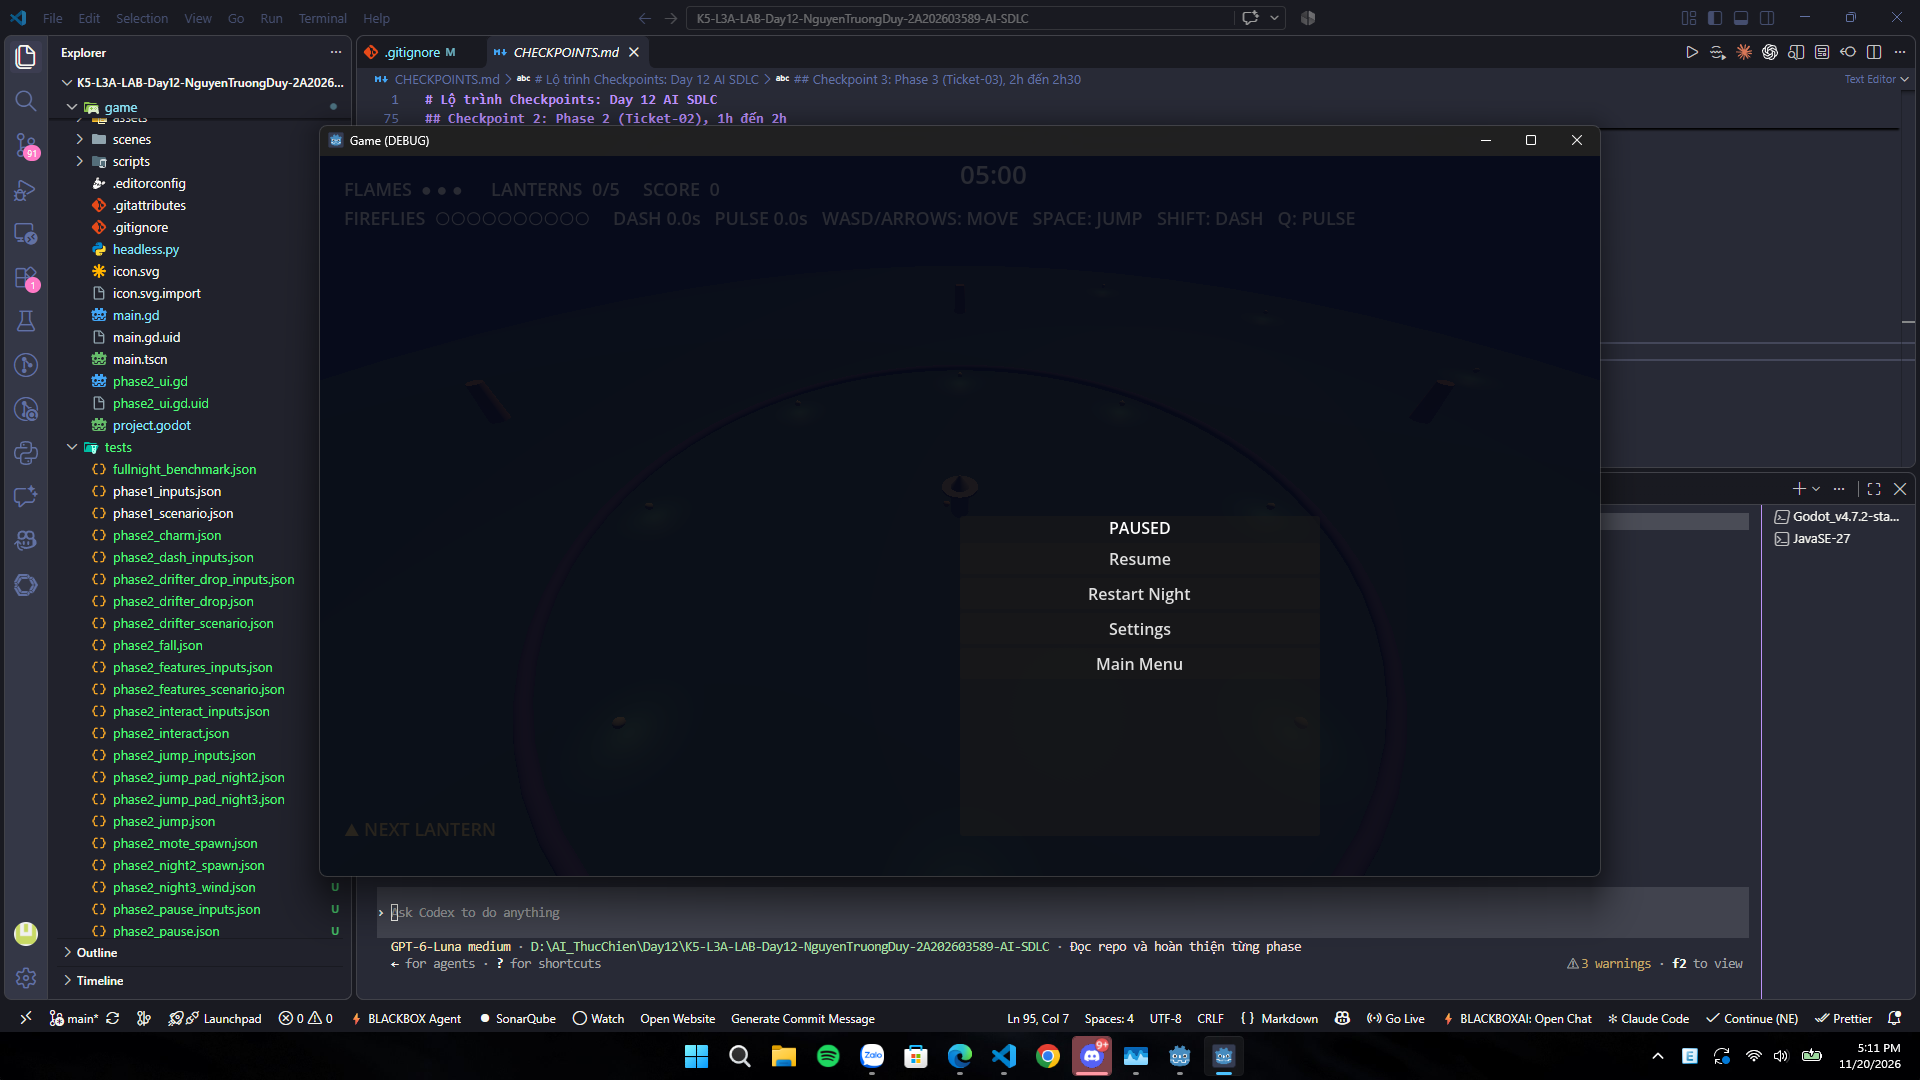 File Edit Selection View Go Run Terminal Help
K5-L3A-LAB-Day12-NguyenTruongDuy-2A202603589-AI-SDLC
Explorer
K5-L3A-LAB-Day12-NguyenTruongDuy-2A2026...
game
assets
scenes
scripts
.editorconfig
.gitattributes
.gitignore
headless.py
icon.svg
icon.svg.import
main.gd
main.gd.uid
main.tscn
phase2_ui.gd
phase2_ui.gd.uid
project.godot
tests
fullnight_benchmark.json
phase1_inputs.json
phase1_scenario.json
phase2_charm.json
phase2_dash_inputs.json
phase2_drifter_drop_inputs.json
phase2_drifter_drop.json
phase2_drifter_scenario.json
phase2_fall.json
phase2_features_inputs.json
phase2_features_scenario.json
phase2_interact_inputs.json
phase2_interact.json
phase2_jump_inputs.json
phase2_jump_pad_night2.json
phase2_jump_pad_night3.json
phase2_jump.json
phase2_mote_spawn.json
phase2_night2_spawn.json
phase2_night3_wind.json U
phase2_pause_inputs.json U
phase2_pause.json U
Outline
Timeline
91
1
.gitignore M
CHECKPOINTS.md
CHECKPOINTS.md > # Lộ trình Checkpoints: Day 12 AI SDLC > ## Checkpoint 3: Phase 3 (Ticket-03), 2h đến 2h30
Text Editor
1 # Lộ trình Checkpoints: Day 12 AI SDLC
75 ## Checkpoint 2: Phase 2 (Ticket-02), 1h đến 2h
Game (DEBUG)
05:00
FLAMES LANTERNS 0/5 SCORE 0
FIREFLIES DASH 0.0s PULSE 0.0s WASD/ARROWS: MOVE SPACE: JUMP SHIFT: DASH Q: PULSE
PAUSED
Resume
Restart Night
Settings
Main Menu
NEXT LANTERN
Godot_v4.7.2-sta...
JavaSE-27
Ask Codex to do anything
GPT-6-Luna medium · D:\AI_ThucChien\Day12\K5-L3A-LAB-Day12-NguyenTruongDuy-2A202603589-AI-SDLC · Đọc repo và hoàn thiện từng phase
← for agents · ? for shortcuts
3 warnings · f2 to view
main* Launchpad 0 0 BLACKBOX Agent SonarQube Watch Open Website Generate Commit Message
Ln 95, Col 7 Spaces: 4 UTF-8 CRLF {} Markdown Go Live BLACKBOXAI: Open Chat Claude Code Continue (NE) Prettier
Zalo
9+
E
5:11 PM
11/20/2026